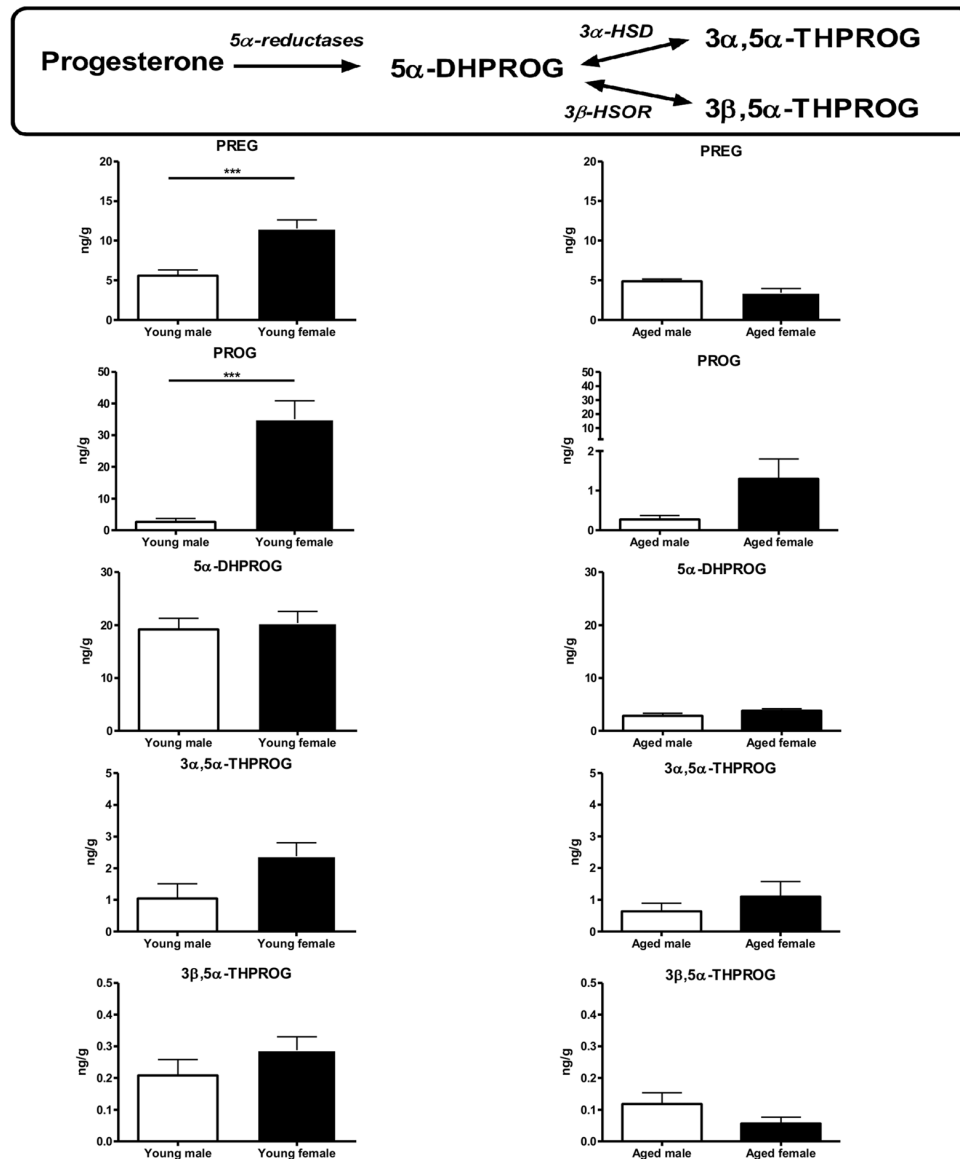 5α-reductases
3α-HSD
3α,5α-THPROG
Progesterone
5α-DHPROG
3β-HSOR
3β,5α-THPROG
PREG
20
15
10
5
0
ng/g
***
Young male
Young female
PREG
20
15
10
5
0
ng/g
Aged male
Aged female
PROG
50
40
30
20
10
0
ng/g
***
Young male
Young female
PROG
50
40
30
20
10
2
1
0
ng/g
Aged male
Aged female
5α-DHPROG
30
20
10
0
ng/g
Young male
Young female
5α-DHPROG
30
20
10
0
ng/g
Aged male
Aged female
3α,5α-THPROG
5
4
3
2
1
0
ng/g
Young male
Young female
3α,5α-THPROG
5
4
3
2
1
0
ng/g
Aged male
Aged female
3β,5α-THPROG
0.5
0.4
0.3
0.2
0.1
0.0
ng/g
Young male
Young female
3β,5α-THPROG
0.5
0.4
0.3
0.2
0.1
0.0
ng/g
Aged male
Aged female